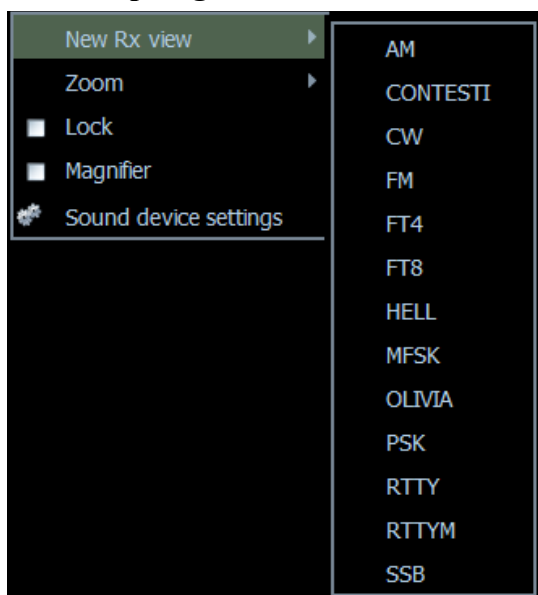 New Rx view
Zoom
Lock
Magnifier
Sound device settings
AM
CONTESTI
CW
FM
FT4
FT8
HELL
MFSK
OLIVIA
PSK
RTTY
RTTYM
SSB